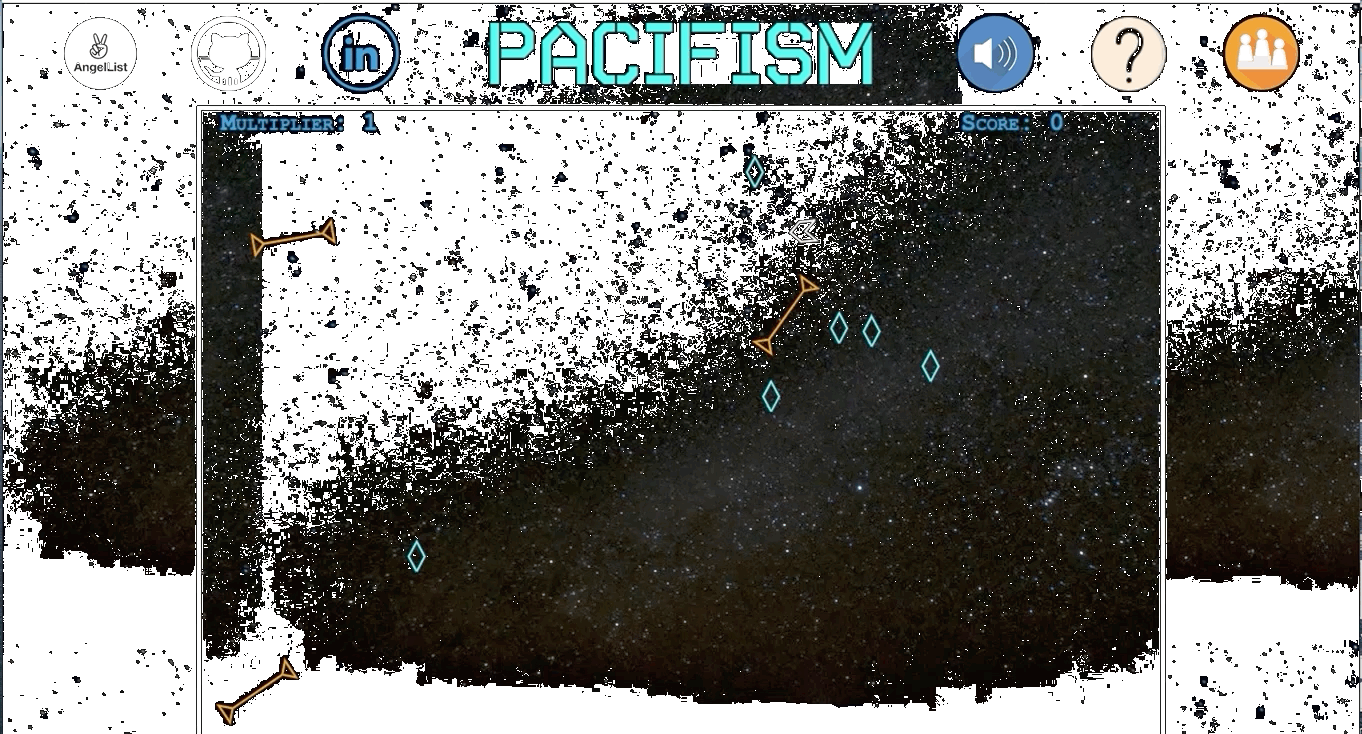 AngelList
in
PACIFISM
?
Multiplier: 1
Score: 0